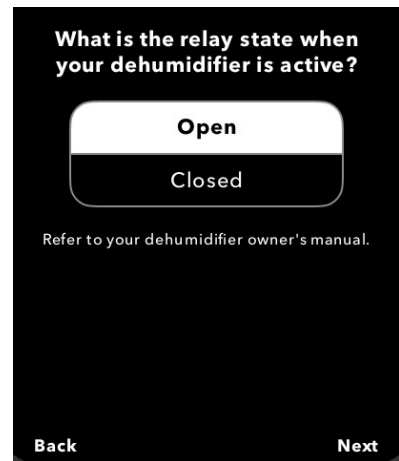 What is the relay state when
your dehumidifier is active?
Open
Closed
Refer to your dehumidifier owner's manual.
Back
Next